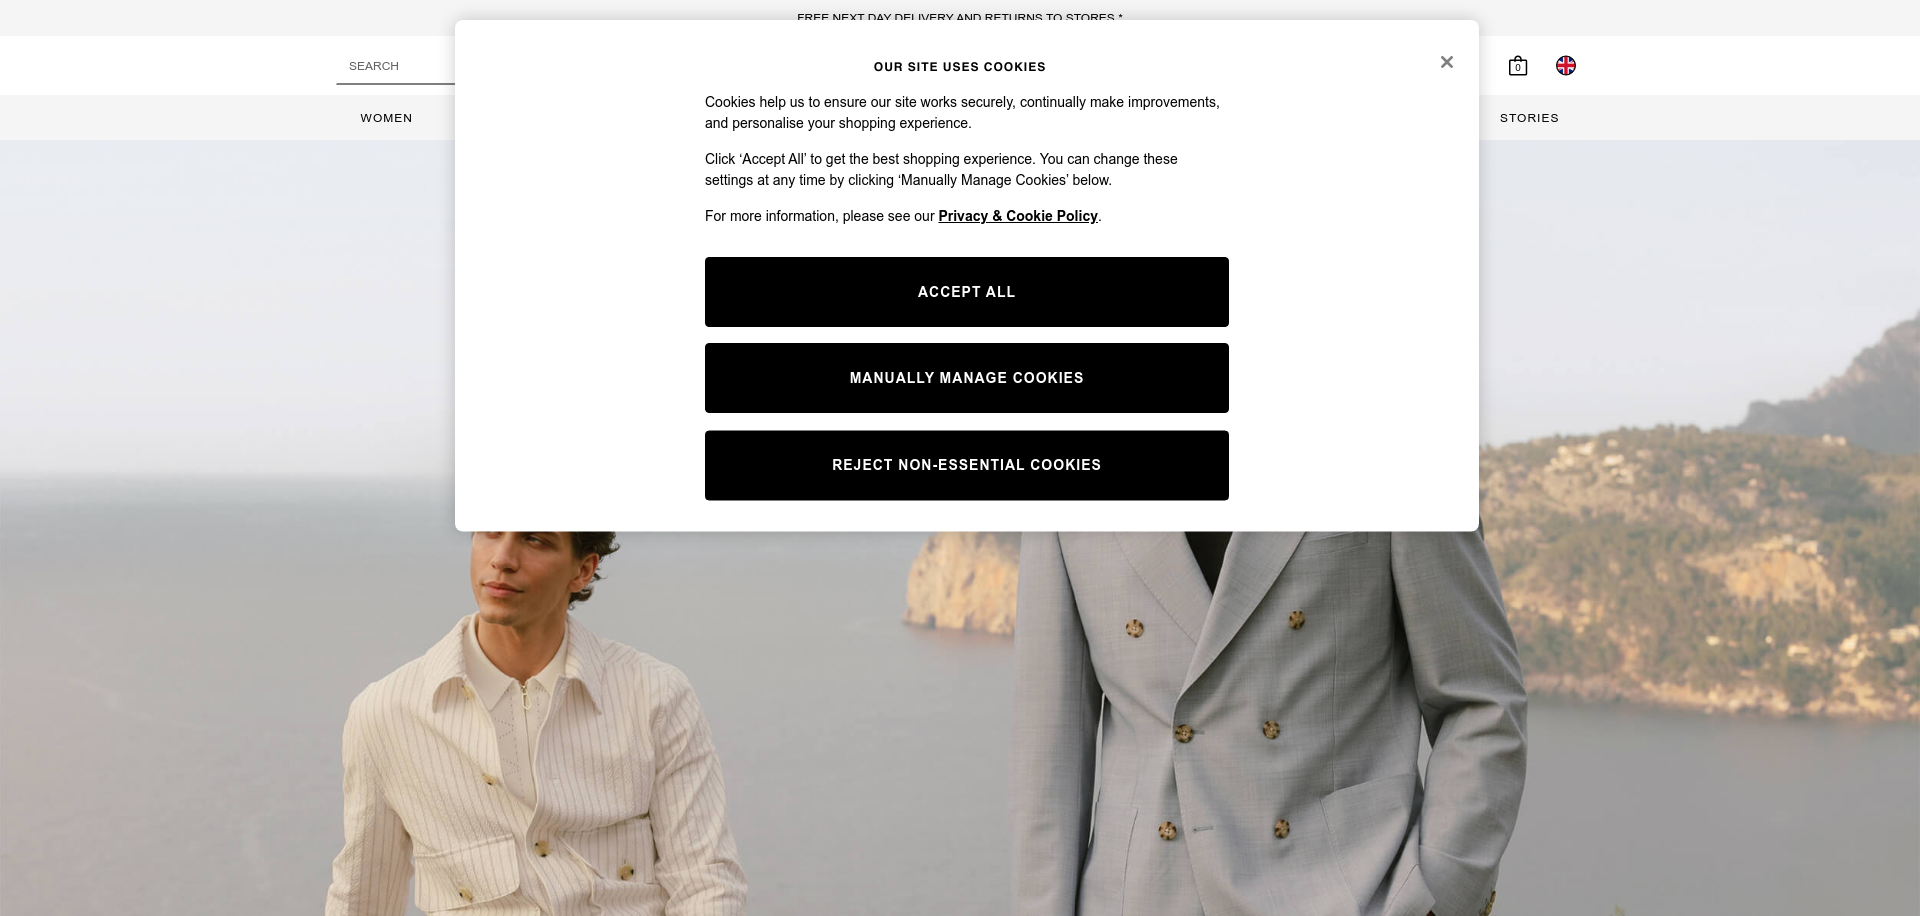 FREE NEXT DAY DELIVERY AND RETURNS TO STORES *
SEARCH
0
WOMEN
STORIES
OUR SITE USES COOKIES
Cookies help us to ensure our site works securely, continually make improvements,
and personalise your shopping experience.
Click ‘Accept All’ to get the best shopping experience. You can change these
settings at any time by clicking ‘Manually Manage Cookies’ below.
For more information, please see our Privacy & Cookie Policy.
ACCEPT ALL
MANUALLY MANAGE COOKIES
REJECT NON-ESSENTIAL COOKIES